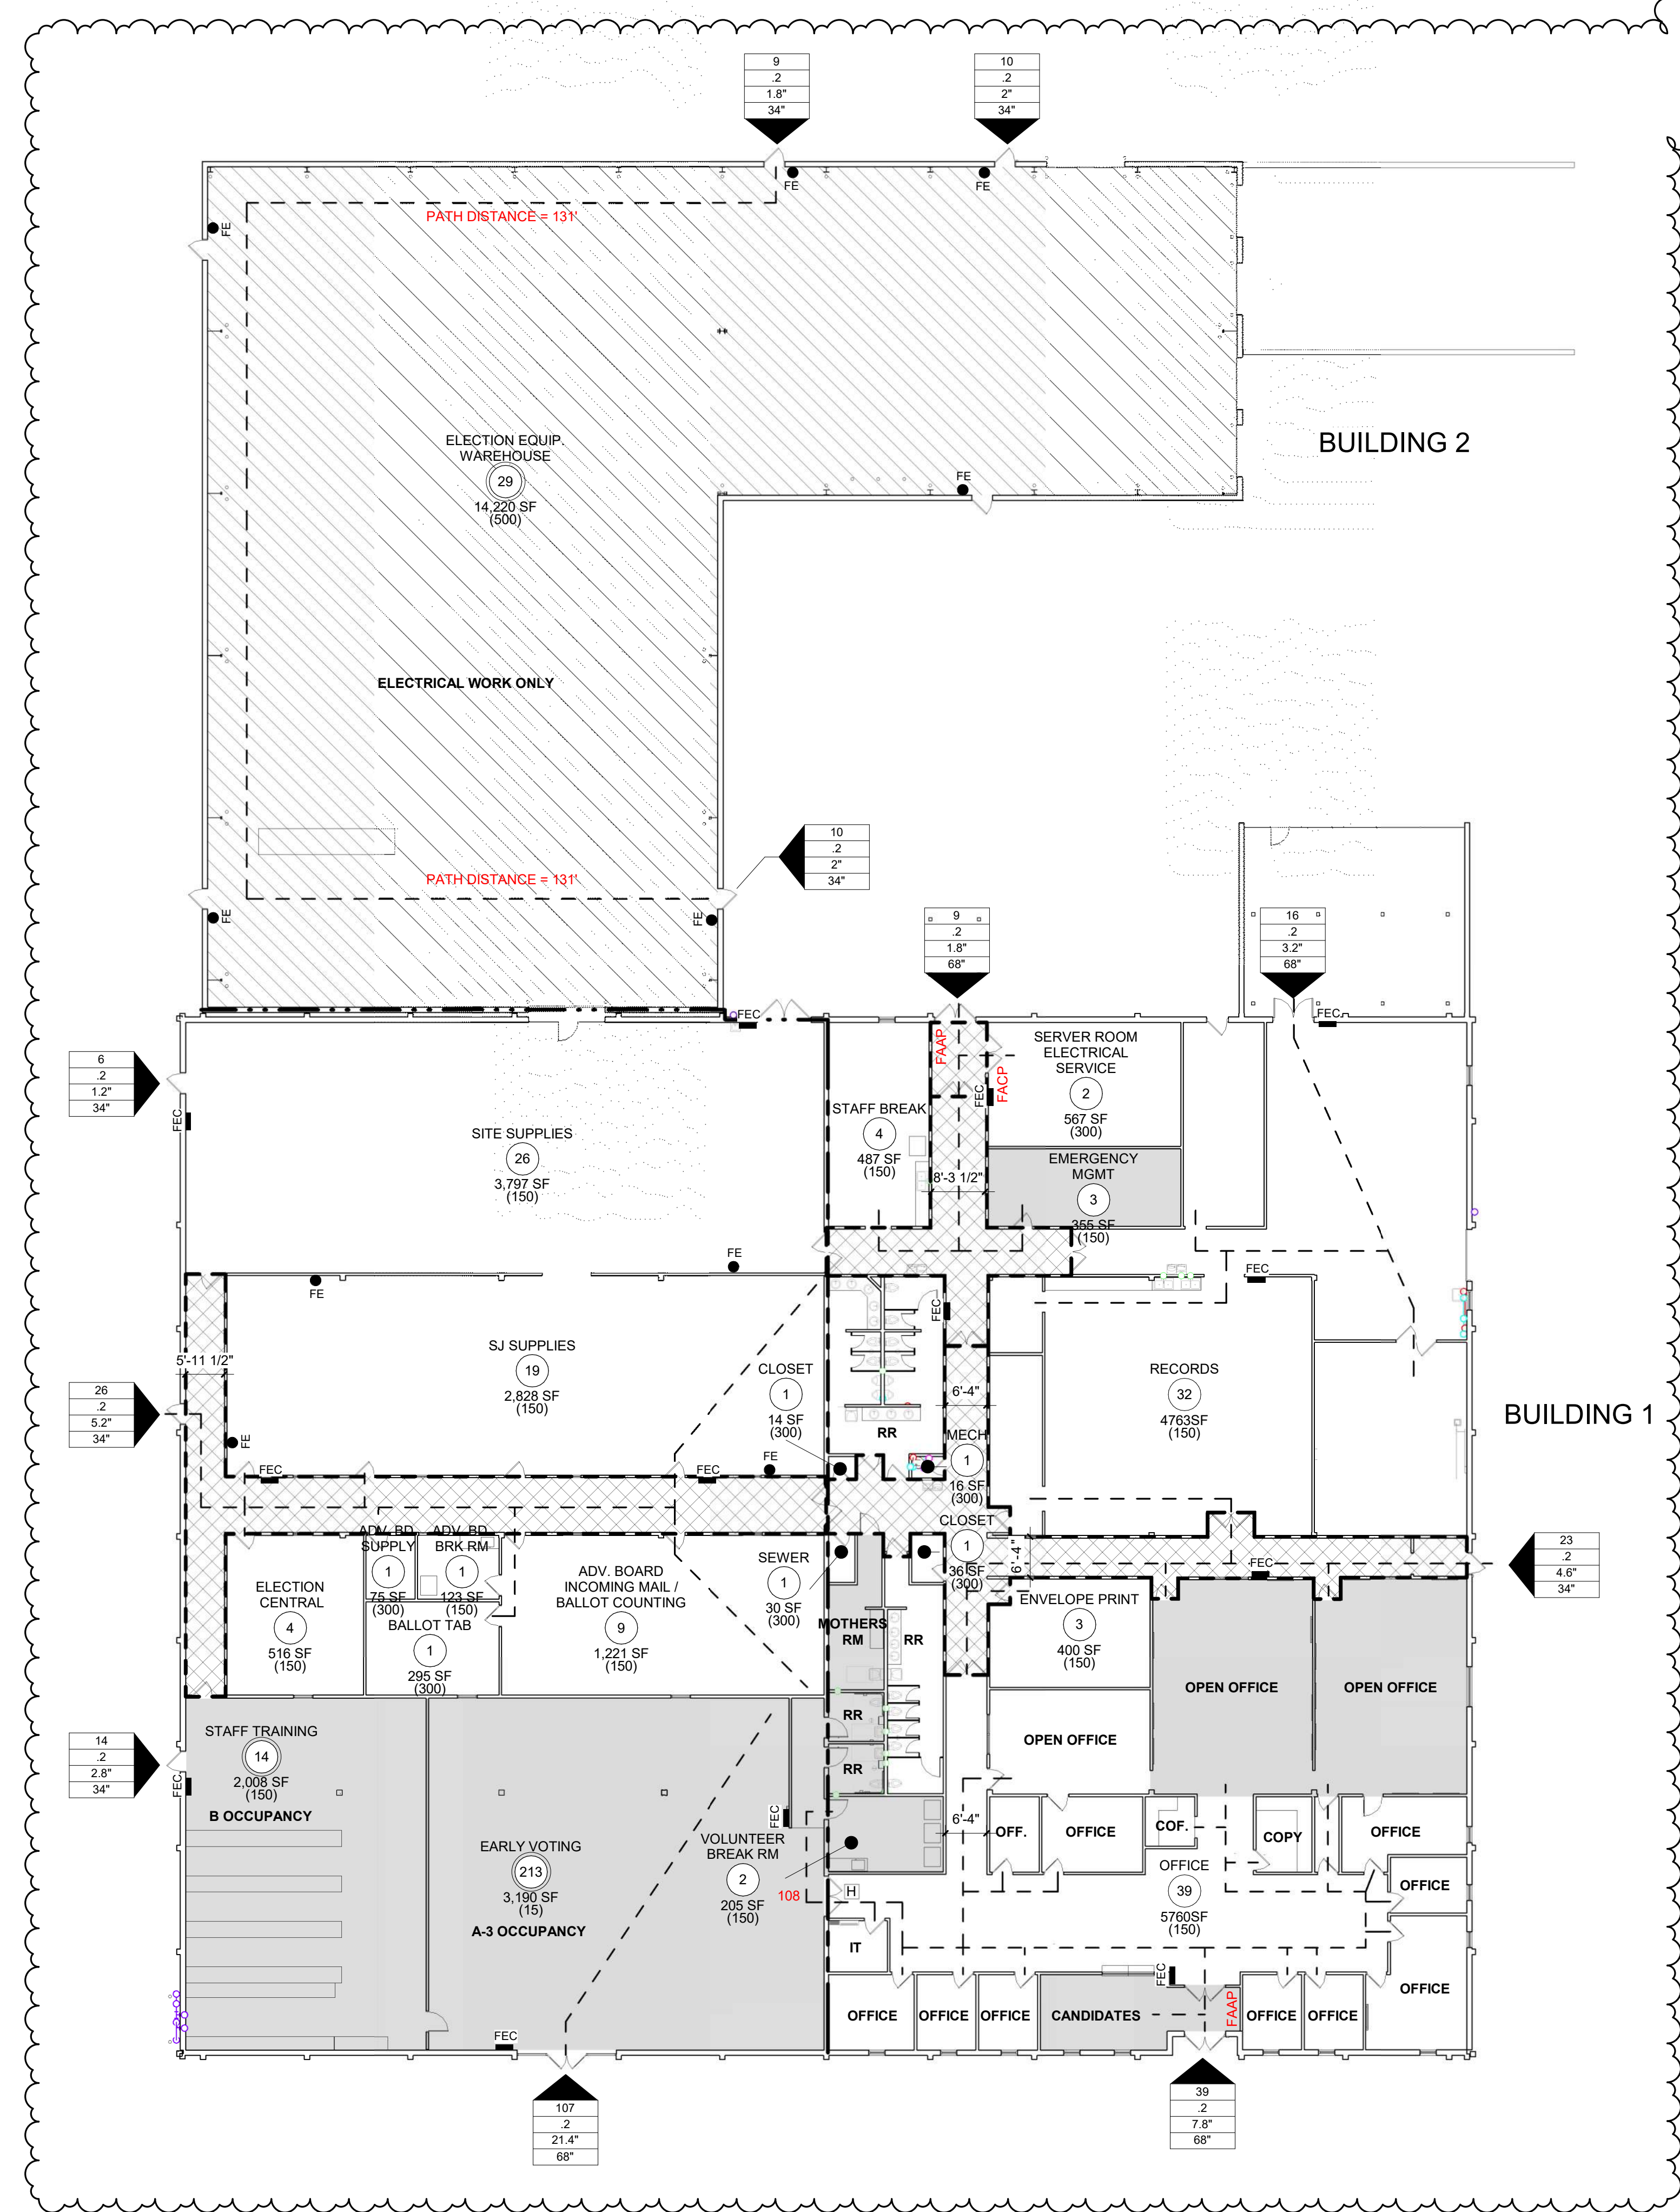 9
.2
1.8"
34"
10
.2
2"
34"
FE
FE
FE
PATH DISTANCE = 131'
ELECTION EQUIP.
WAREHOUSE
29
14,220 SF
(500)
FE
BUILDING 2
ELECTRICAL WORK ONLY
PATH DISTANCE = 131'
FE
FE
10
.2
2"
34"
9
.2
1.8"
68"
16
.2
3.2"
68"
FEC
FEC
6
.2
1.2"
34"
FEC
SITE SUPPLIES
26
3,797 SF
(150)
FAAP
FACP
FEC
SERVER ROOM
ELECTRICAL
SERVICE
2
567 SF
(300)
STAFF BREAK
4
487 SF
(150)
EMERGENCY
MGMT
3
355 SF
(150)
8'-3 1/2"
FE
FE
FEC
FEC
5'-11 1/2"
26
.2
5.2"
34"
SJ SUPPLIES
19
2,828 SF
(150)
CLOSET
1
14 SF
(300)
RR
6'-4"
MECH
1
16 SF
(300)
RECORDS
32
4763SF
(150)
BUILDING 1
FE
FEC
FEC
FE
CLOSET
1
36 SF
(300)
6'-4"
FEC
23
.2
4.6"
34"
ELECTION
CENTRAL
4
516 SF
(150)
ADV. BD.
SUPPLY
1
75 SF
(300)
ADV. BD.
BRK RM
1
123 SF
(150)
BALLOT TAB
1
295 SF
(300)
ADV. BOARD
INCOMING MAIL /
BALLOT COUNTING
9
1,221 SF
(150)
SEWER
1
30 SF
(300)
MOTHERS
RM
RR
ENVELOPE PRINT
3
400 SF
(150)
OPEN OFFICE
OPEN OFFICE
14
.2
2.8"
34"
FEC
STAFF TRAINING
14
2,008 SF
(150)
B OCCUPANCY
RR
RR
OPEN OFFICE
EARLY VOTING
213
3,190 SF
(15)
A-3 OCCUPANCY
FEC
VOLUNTEER
BREAK RM
2
205 SF
(150)
108
6'-4"
OFF.
OFFICE
COF.
COPY
OFFICE
OFFICE
39
5760SF
(150)
OFFICE
H
IT
OFFICE
OFFICE
OFFICE
OFFICE
CANDIDATES
FEC
FAAP
OFFICE
OFFICE
FEC
107
.2
21.4"
68"
39
.2
7.8"
68"